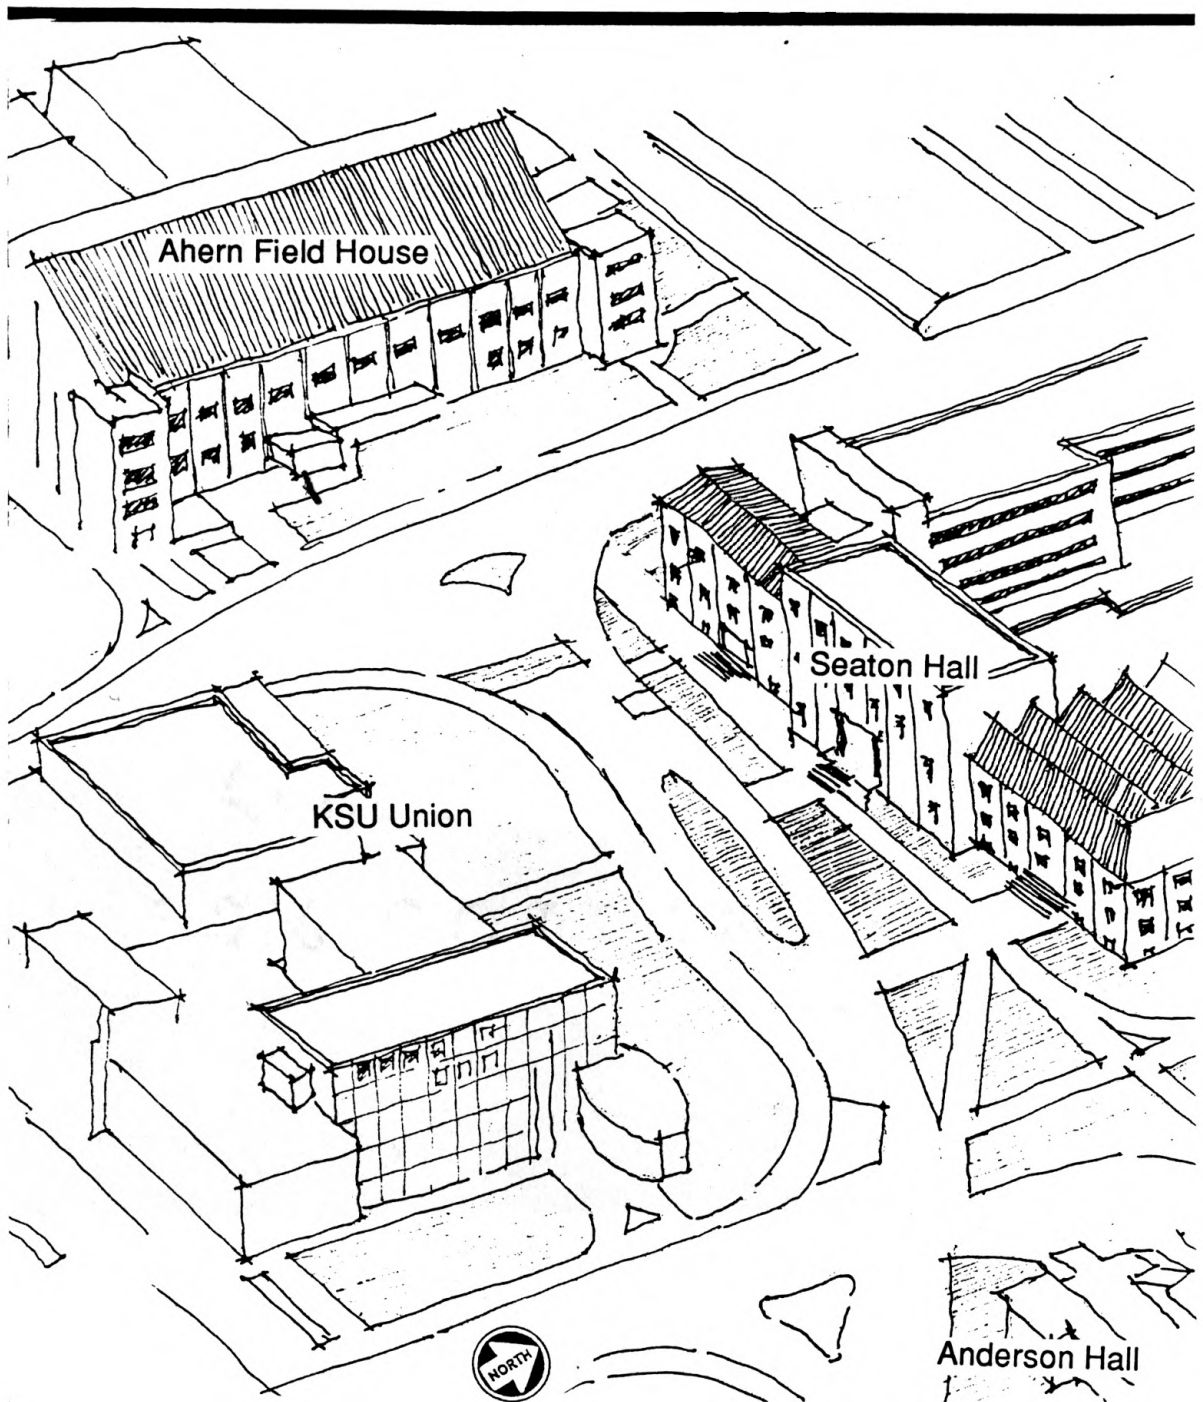 Ahern Field House
Seaton Hall
KSU Union
NORTH
Anderson Hall